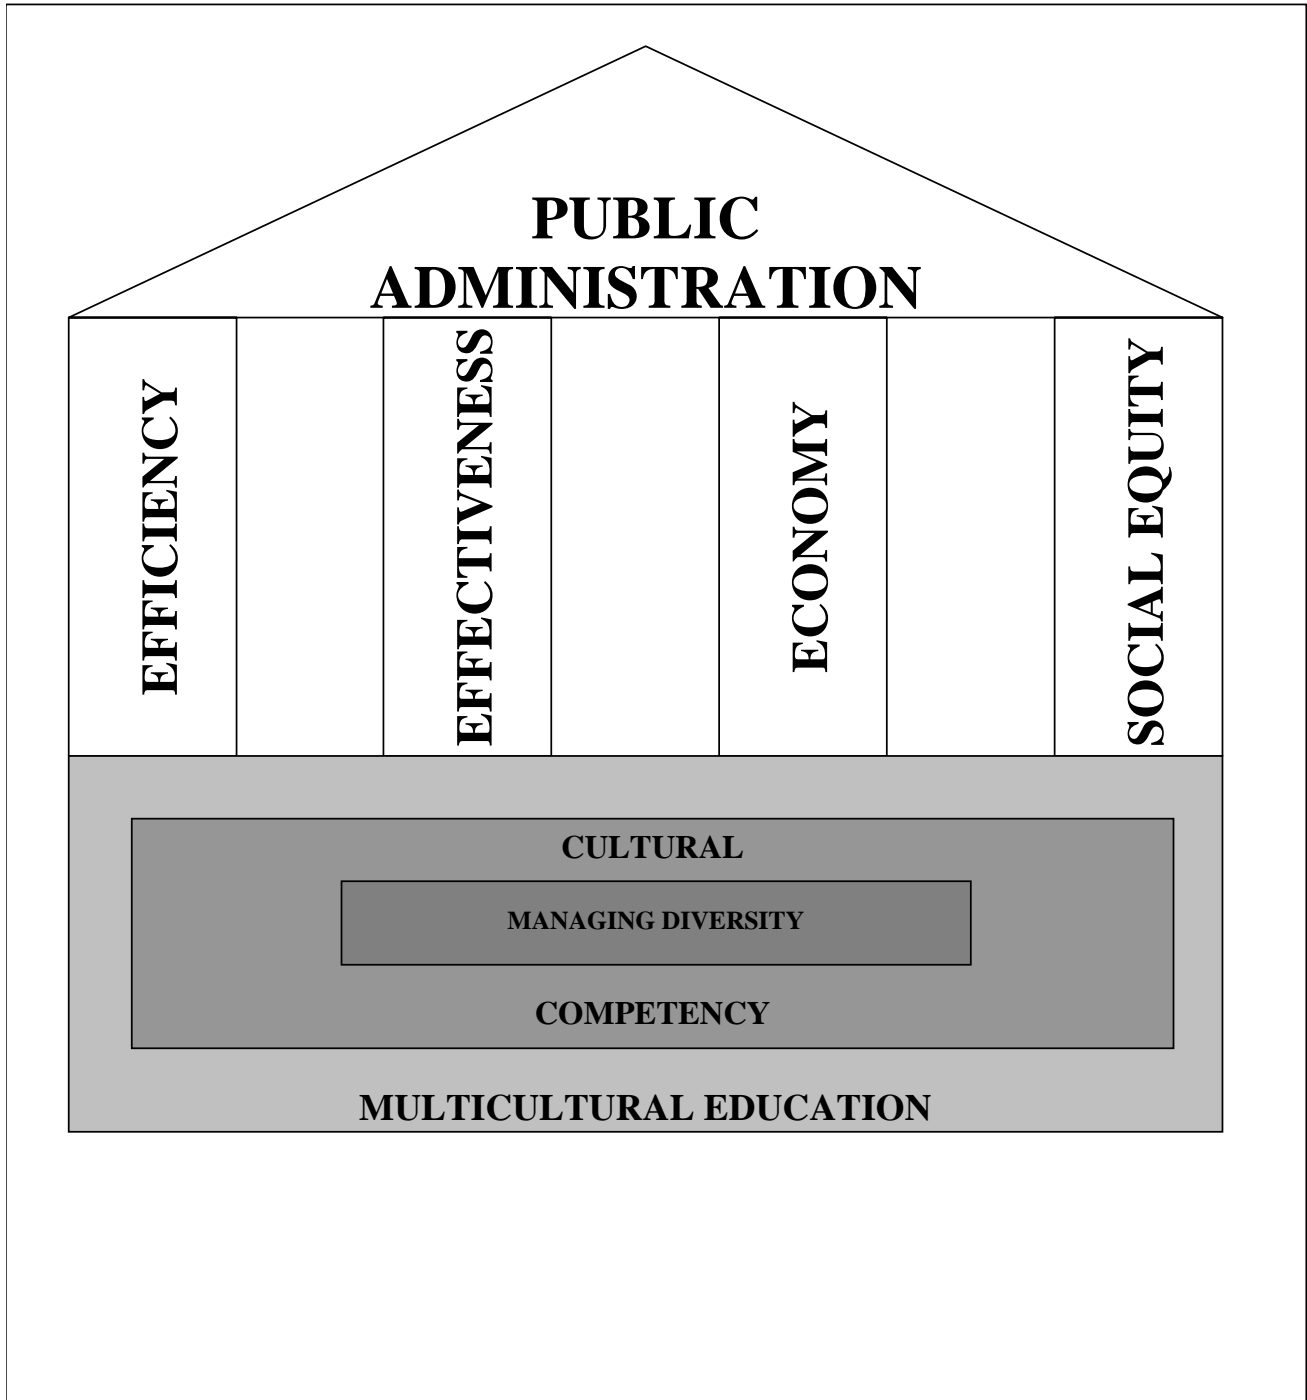 PUBLIC
ADMINISTRATION
EFFICIENCY
EFFECTIVENESS
ECONOMY
SOCIAL EQUITY
CULTURAL
MANAGING DIVERSITY
COMPETENCY
MULTICULTURAL EDUCATION